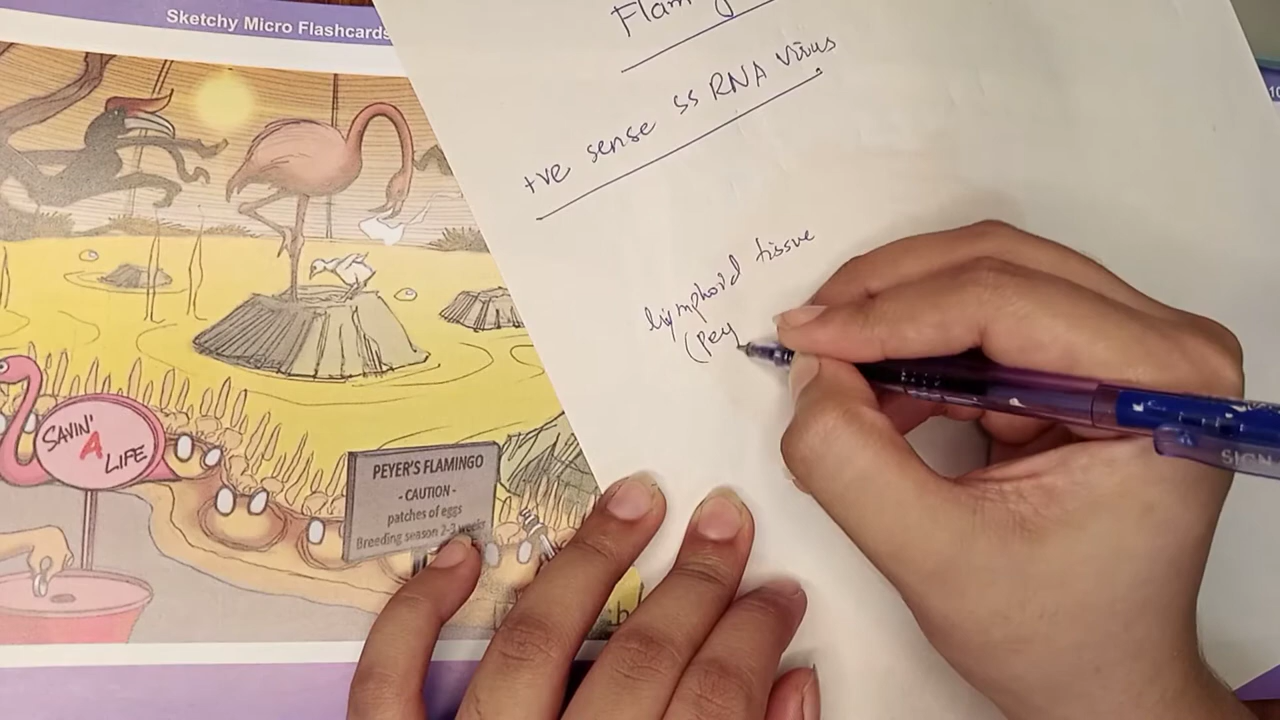 Sketchy Micro Flashcards
+ve sense ss RNA virus
lymphoid tissue
(Pey
SAVIN'
A
LIFE
PEYER'S FLAMINGO
- CAUTION -
patches of eggs
Breeding season 2-3 weeks
SIGN